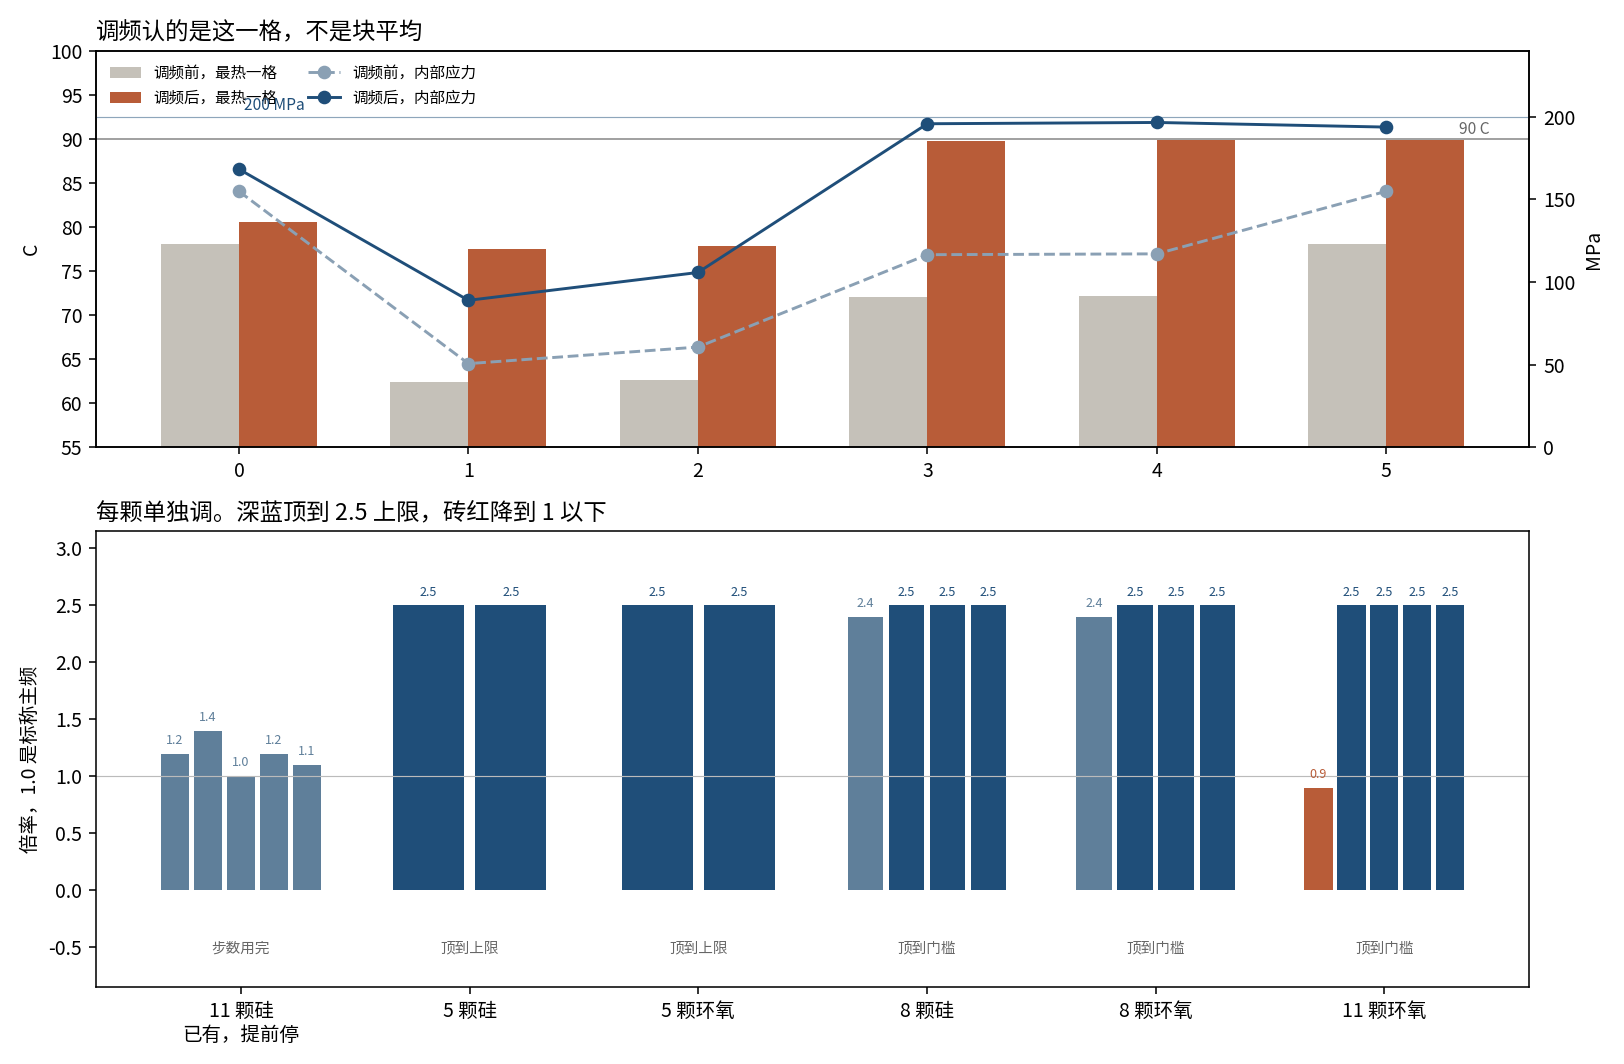 调频认的是这一格，不是块平均
100
95
90
85
80
75
70
65
60
55
C
调频前，最热一格
调频后，最热一格
调频前，内部应力
调频后，内部应力
200 MPa
90 C
200
150
100
50
0
MPa
0 1 2 3 4 5
每颗单独调。深蓝顶到 2.5 上限，砖红降到 1 以下
3.0
2.5
2.0
1.5
1.0
0.5
0.0
-0.5
倍率，1.0 是标称主频
1.2 1.4 1.0 1.2 1.1
2.5 2.5
2.5 2.5
2.4 2.5 2.5 2.5
2.4 2.5 2.5 2.5
0.9 2.5 2.5 2.5 2.5
步数用完 顶到上限 顶到上限 顶到门槛 顶到门槛 顶到门槛
11 颗硅
已有，提前停
5 颗硅
5 颗环氧
8 颗硅
8 颗环氧
11 颗环氧